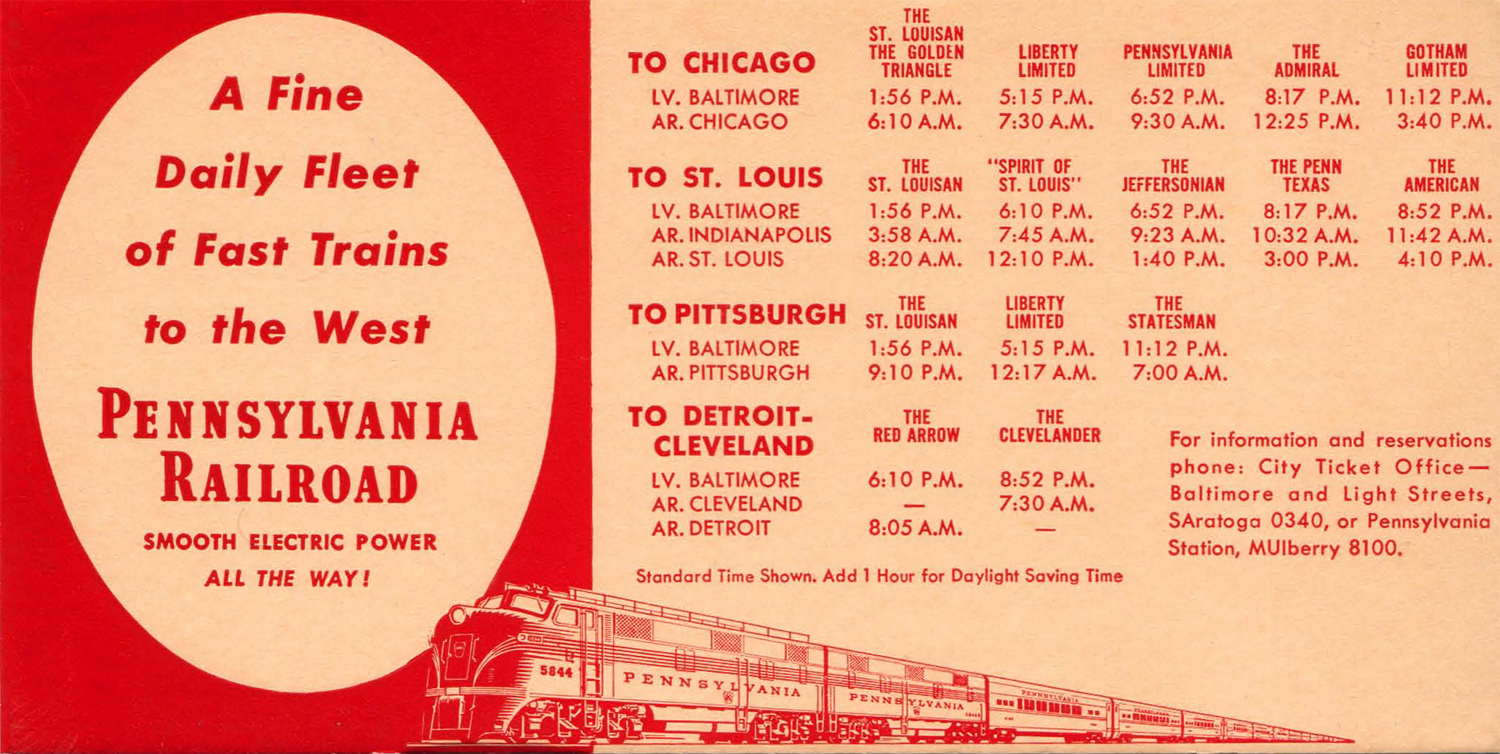 A Fine
Daily Fleet
of Fast Trains
to the West
PENNSYLVANIA
RAILROAD
SMOOTH ELECTRIC POWER
ALL THE WAY!
TO CHICAGO
THE ST. LOUISAN THE GOLDEN TRIANGLE
LIBERTY LIMITED
PENNSYLVANIA LIMITED
THE ADMIRAL
GOTHAM LIMITED
LV. BALTIMORE 1:56 P.M. 5:15 P.M. 6:52 P.M. 8:17 P.M. 11:12 P.M.
AR. CHICAGO 6:10 A.M. 7:30 A.M. 9:30 A.M. 12:25 P.M. 3:40 P.M.
TO ST. LOUIS
THE ST. LOUISAN
"SPIRIT OF ST. LOUIS"
THE JEFFERSONIAN
THE PENN TEXAS
THE AMERICAN
LV. BALTIMORE 1:56 P.M. 6:10 P.M. 6:52 P.M. 8:17 P.M. 8:52 P.M.
AR. INDIANAPOLIS 3:58 A.M. 7:45 A.M. 9:23 A.M. 10:32 A.M. 11:42 A.M.
AR. ST. LOUIS 8:20 A.M. 12:10 P.M. 1:40 P.M. 3:00 P.M. 4:10 P.M.
TO PITTSBURGH
THE ST. LOUISAN
LIBERTY LIMITED
THE STATESMAN
LV. BALTIMORE 1:56 P.M. 5:15 P.M. 11:12 P.M.
AR. PITTSBURGH 9:10 P.M. 12:17 A.M. 7:00 A.M.
TO DETROIT-
CLEVELAND
THE RED ARROW
THE CLEVELANDER
LV. BALTIMORE 6:10 P.M. 8:52 P.M.
AR. CLEVELAND — 7:30 A.M.
AR. DETROIT 8:05 A.M. —
For information and reservations
phone: City Ticket Office—
Baltimore and Light Streets,
SAratoga 0340, or Pennsylvania
Station, MUlberry 8100.
Standard Time Shown. Add 1 Hour for Daylight Saving Time
5844
PENNSYLVANIA
PENNSYLVANIA
PENNSYLVANIA